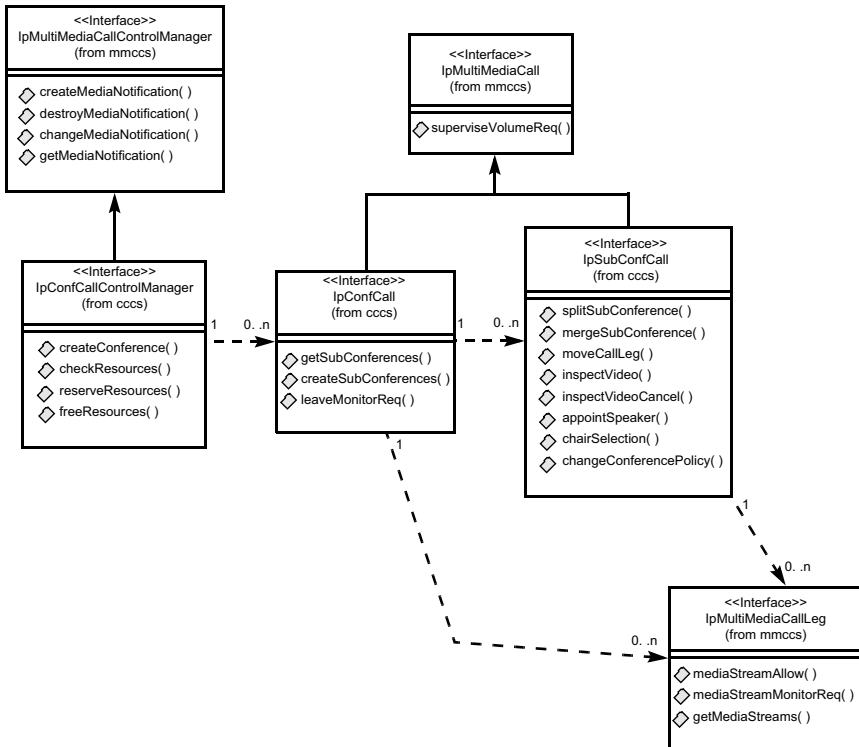 <<Interface>>
IpMultiMediaCallControlManager
(from mmccs)
createMediaNotification( )
destroyMediaNotification( )
changeMediaNotification( )
getMediaNotification( )
<<Interface>>
IpMultiMediaCall
(from mmccs)
superviseVolumeReq( )
<<Interface>>
IpConfCallControlManager
(from cccs)
createConference( )
checkResources( )
reserveResources( )
freeResources( )
1
0. .n
<<Interface>>
IpConfCall
(from cccs)
getSubConferences( )
createSubConferences( )
leaveMonitorReq( )
1
0. .n
<<Interface>>
IpSubConfCall
(from cccs)
splitSubConference( )
mergeSubConference( )
moveCallLeg( )
inspectVideo( )
inspectVideoCancel( )
appointSpeaker( )
chairSelection( )
changeConferencePolicy( )
1
1
0. .n
0. .n
<<Interface>>
IpMultiMediaCallLeg
(from mmccs)
mediaStreamAllow( )
mediaStreamMonitorReq( )
getMediaStreams( )